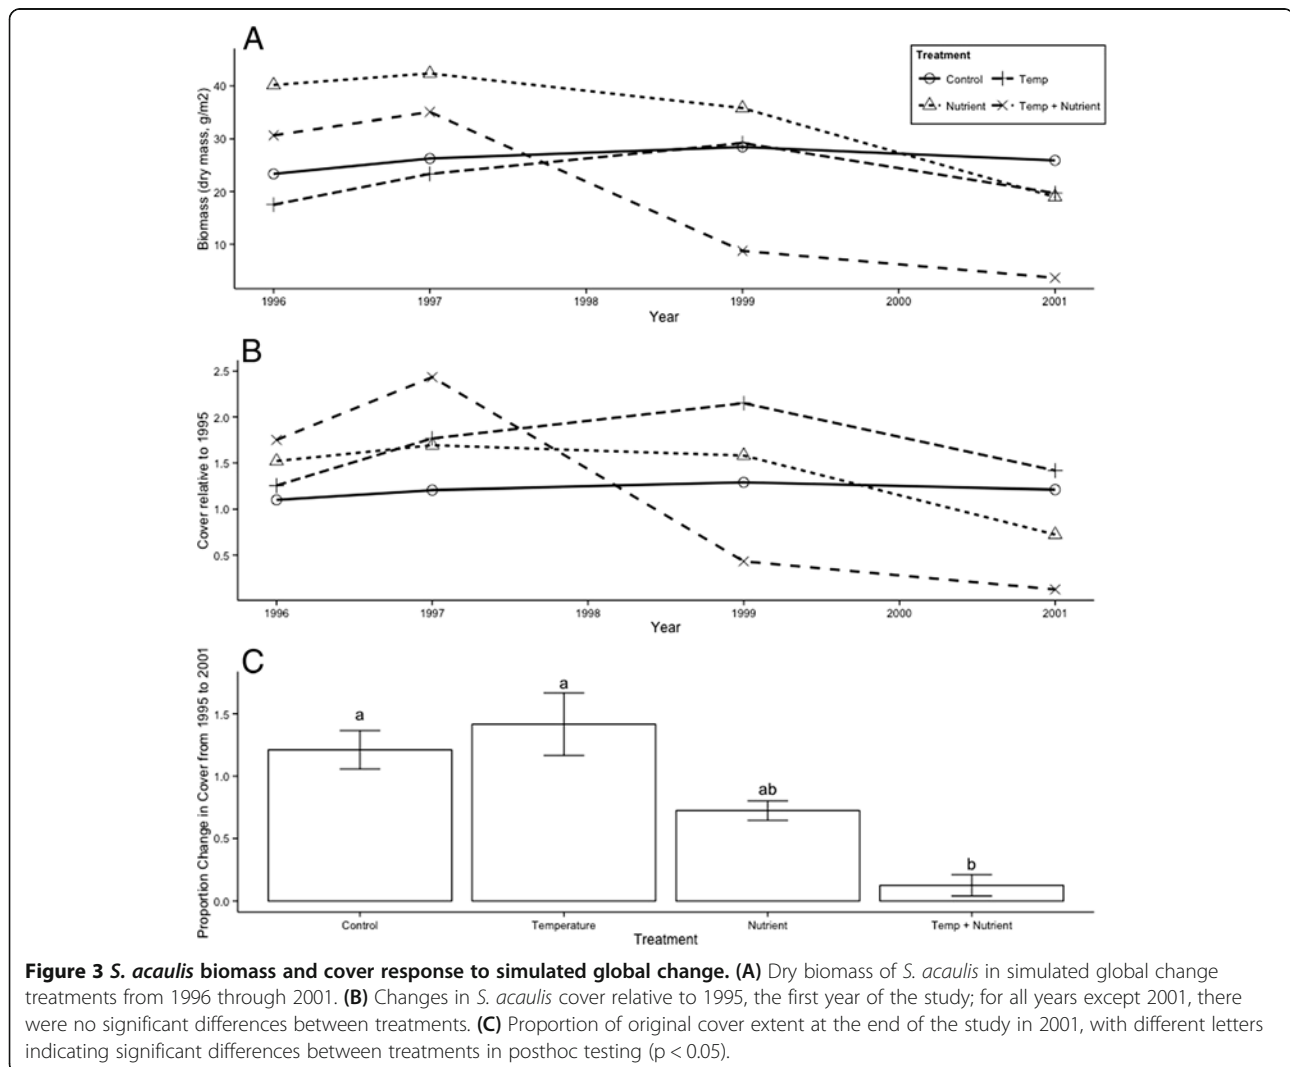 A
Biomass (dry mass, g/m2)
40
30
20
10
1996 1997 1998 1999 2000 2001
Year
Treatment
Control Temp
Nutrient Temp + Nutrient
B
Cover relative to 1995
2.5
2.0
1.5
1.0
0.5
1996 1997 1998 1999 2000 2001
Year
C
Proportion Change in Cover from 1995 to 2001
1.5
1.0
0.5
0.0
a
a
ab
b
Control Temperature Nutrient Temp + Nutrient
Treatment
Figure 3 S. acaulis biomass and cover response to simulated global change. (A) Dry biomass of S. acaulis in simulated global change
treatments from 1996 through 2001. (B) Changes in S. acaulis cover relative to 1995, the first year of the study; for all years except 2001, there
were no significant differences between treatments. (C) Proportion of original cover extent at the end of the study in 2001, with different letters
indicating significant differences between treatments in posthoc testing (p < 0.05).